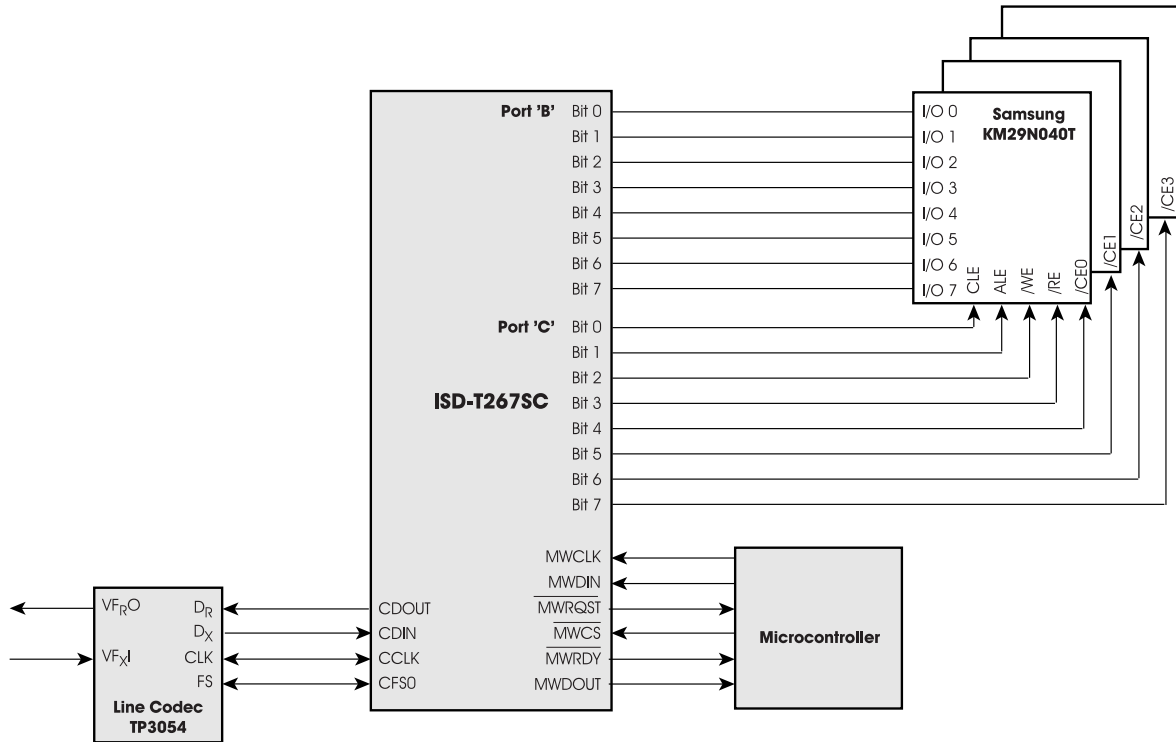 Port 'B' Bit 0
Bit 1
Bit 2
Bit 3
Bit 4
Bit 5
Bit 6
Bit 7
Port 'C' Bit 0
Bit 1
Bit 2
ISD-T267SC
Bit 3
Bit 4
Bit 5
Bit 6
Bit 7
I/O 0
I/O 1
I/O 2
I/O 3
I/O 4
I/O 5
I/O 6
I/O 7
Samsung
KM29N040T
CLE
ALE
/WE
/RE
/CE0
/CE1
/CE2
/CE3
MWCLK
MWDIN
MWRQST
MWCS
MWRDY
MWDOUT
Microcontroller
CDOUT
CDIN
CCLK
CFS0
VFRO
VFXI
DR
DX
CLK
FS
Line Codec
TP3054